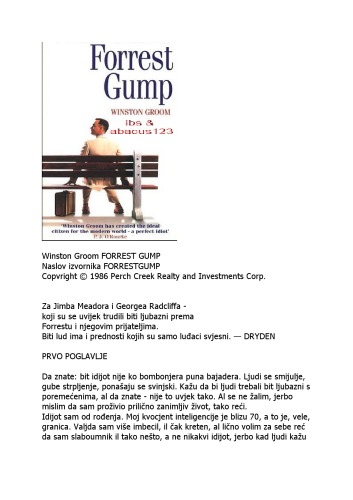 Forrest
Gump
WINSTON GROOM
lbs &
abacus123
'Winston Groom has created the ideal
citizen for the modern world - a perfect idiot'
P.J. O'Rourke
Winston Groom FORREST GUMP
Naslov izvornika FORRESTGUMP
Copyright © 1986 Perch Creek Realty and Investments Corp.
Za Jimba Meadora i Georgea Radcliffa -
koji su se uvijek trudili biti ljubazni prema
Forrestu i njegovim prijateljima.
Biti lud ima i prednosti kojih su samo luđaci svjesni. — DRYDEN
PRVO POGLAVLJE
Da znate: bit idijot nije ko bombonjera puna bajadera. Ljudi se smijulje,
gube strpljenje, ponašaju se svinjski. Kažu da bi ljudi trebali bit ljubazni s
poremećenima, al da znate - nije to uvjek tako. Al se ne žalim, jerbo
mislim da sam proživio prilično zanimljiv život, tako reći.
Idijot sam od rođenja. Moj kvocjent inteligencije je blizu 70, a to je, vele,
granica. Valjda sam više imbecil, il čak kreten, al lično volim za sebe reć
da sam slaboumnik il tako nešto, a ne nikakvi idijot, jerbo kad ljudi kažu